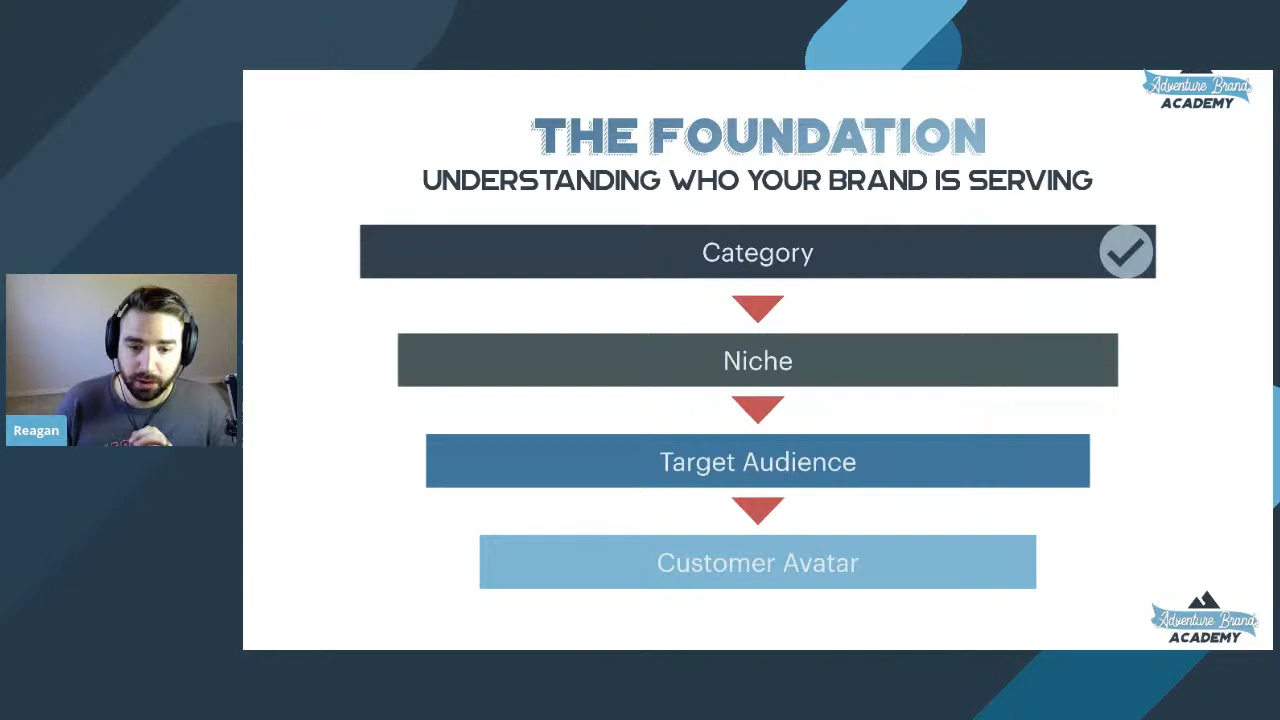 Adventure Brand
ACADEMY
THE FOUNDATION
UNDERSTANDING WHO YOUR BRAND IS SERVING
Category
Niche
Target Audience
Reagan
Customer Avatar
Adventure Brand
ACADEMY